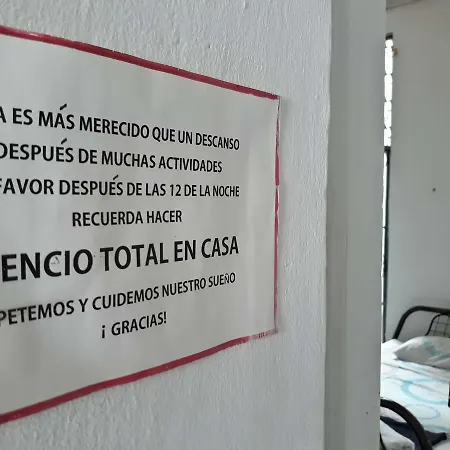 ES MÁS MERECIDO QUE UN DESCANSO
DESPUÉS DE MUCHAS ACTIVIDADES
FAVOR DESPUÉS DE LAS 12 DE LA NOCHE
RECUERDA HACER
ENCIO TOTAL EN CASA
PETEMOS Y CUIDEMOS NUESTRO SUEÑO
¡ GRACIAS!